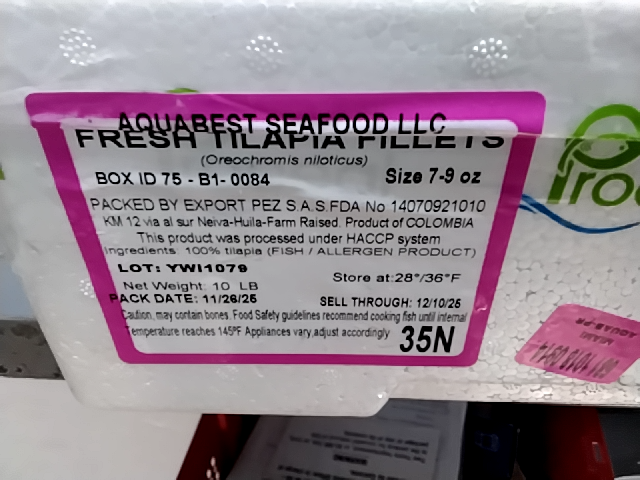 AQUABEST SEAFOOD LLC
FRESH TILAPIA FILLETS
(Oreochromis niloticus)
BOX ID 75 - B1- 0084 Size 7-9 oz
PACKED BY EXPORT PEZ S.A.S.FDA No 14070921010
KM 12 via al sur Neiva-Huila-Farm Raised. Product of COLOMBIA
This product was processed under HACCP system
Ingredients: 100% tilapia (FISH / ALLERGEN PRODUCT)
LOT: YWI1079 Store at:28°/36°F
Net Weight: 10 LB
PACK DATE: 11/26/25 SELL THROUGH: 12/10/25
Caution, may contain bones. Food Safety guidelines recommend cooking fish until internal
Temperature reaches 145ºF Appliances vary,adjust accordingly 35N
MIAMI
AQUAB-PR